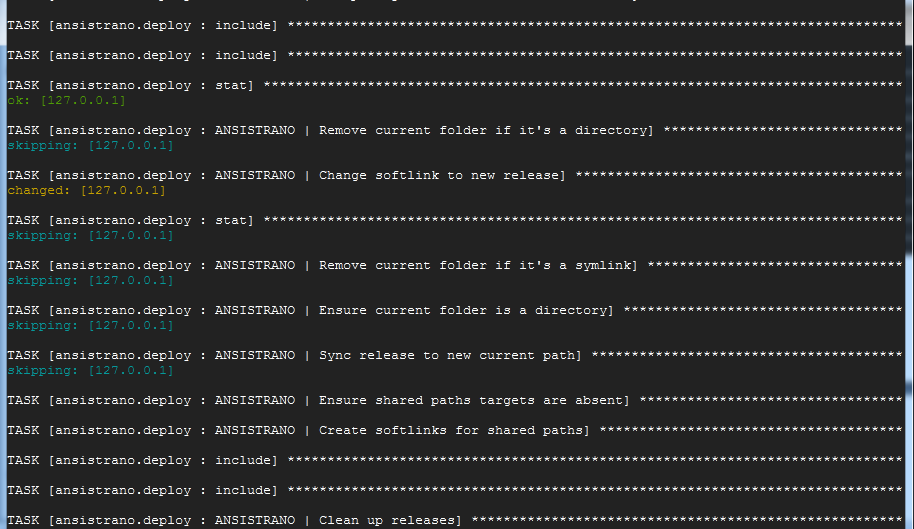 TASK [ansistrano.deploy : include] *****************************************************************************
TASK [ansistrano.deploy : include] *****************************************************************************
TASK [ansistrano.deploy : stat] ********************************************************************************
ok: [127.0.0.1]
TASK [ansistrano.deploy : ANSISTRANO | Remove current folder if it's a directory] ******************************
skipping: [127.0.0.1]
TASK [ansistrano.deploy : ANSISTRANO | Change softlink to new release] *****************************************
changed: [127.0.0.1]
TASK [ansistrano.deploy : stat] ********************************************************************************
skipping: [127.0.0.1]
TASK [ansistrano.deploy : ANSISTRANO | Remove current folder if it's a symlink] ********************************
skipping: [127.0.0.1]
TASK [ansistrano.deploy : ANSISTRANO | Ensure current folder is a directory] ***********************************
skipping: [127.0.0.1]
TASK [ansistrano.deploy : ANSISTRANO | Sync release to new current path] ***************************************
skipping: [127.0.0.1]
TASK [ansistrano.deploy : ANSISTRANO | Ensure shared paths targets are absent] *********************************
TASK [ansistrano.deploy : ANSISTRANO | Create softlinks for shared paths] **************************************
TASK [ansistrano.deploy : include] *****************************************************************************
TASK [ansistrano.deploy : include] *****************************************************************************
TASK [ansistrano.deploy : ANSISTRANO | Clean up releases] ******************************************************